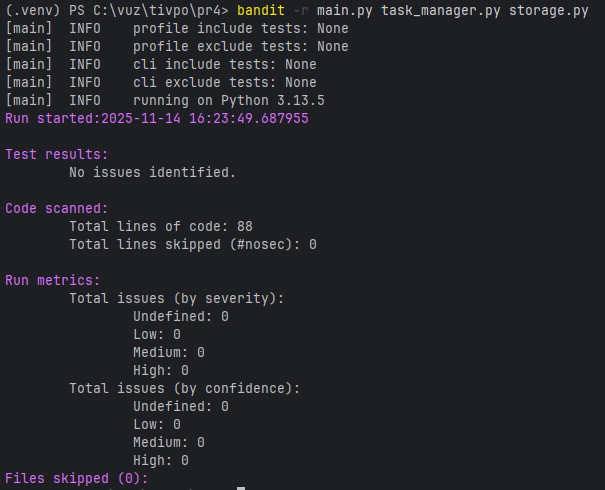 (.venv) PS C:\vuz\tivpo\pr4> bandit -r main.py task_manager.py storage.py
[main]  INFO    profile include tests: None
[main]  INFO    profile exclude tests: None
[main]  INFO    cli include tests: None
[main]  INFO    cli exclude tests: None
[main]  INFO    running on Python 3.13.5
Run started:2025-11-14 16:23:49.687955
Test results:
No issues identified.
Code scanned:
Total lines of code: 88
Total lines skipped (#nosec): 0
Run metrics:
Total issues (by severity):
Undefined: 0
Low: 0
Medium: 0
High: 0
Total issues (by confidence):
Undefined: 0
Low: 0
Medium: 0
High: 0
Files skipped (0):